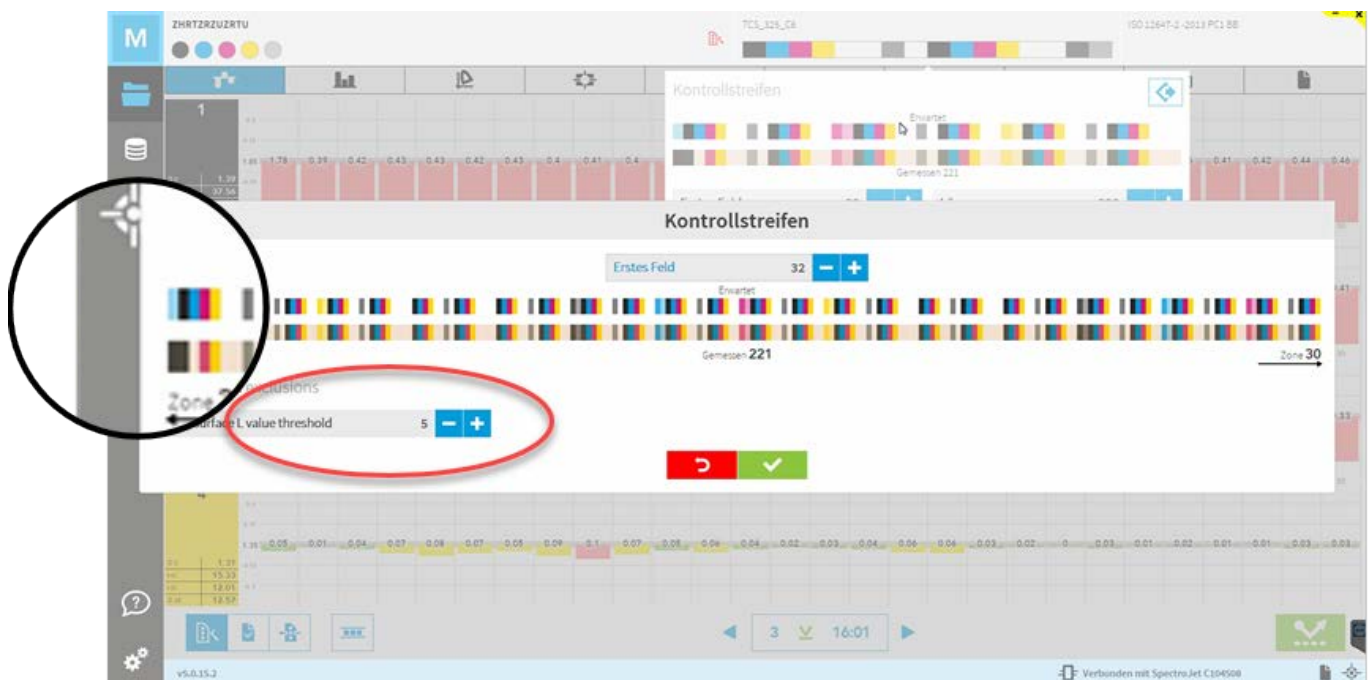 ZHRTZRZUZRTU
TCS_325_C6
ISO 12647-2 -2013 PC1 BB
M
1
Kontrollstreifen
Erwartet
1.78 0.39 0.42 0.43 0.43 0.42 0.43 0.4 0.41 0.4
0.41 0.42 0.44 0.46
1.39
37.56
Gemessen 221
Kontrollstreifen
Erstes Feld 32
Erwartet
Gemessen 221
Zone 30
Zone
exclusions
surface L value threshold 5
4
1.35 0.05 0.01 0.04 0.07 0.08 0.07 0.05 0.09 0.1 0.07 0.05 0.06 0.04 0.02 0.03 0.04 0.06 0.06 0.03 0.02 0 0.03 0.01 0.02 0.01 0.01 0.03 0.03
15.33
12.01
12.57
3 16:01
v5.0.15.2
Verbunden mit SpectroJet C104508